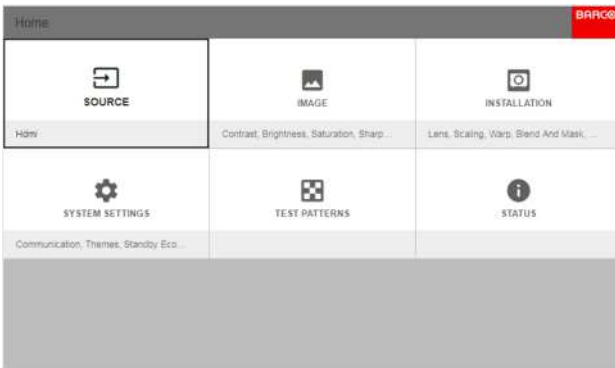 Home
BARCO
SOURCE
IMAGE
INSTALLATION
Hdmi
Contrast, Brightness, Saturation, Sharp...
Lens, Scaling, Warp, Blend And Mask, ...
SYSTEM SETTINGS
TEST PATTERNS
STATUS
Communication, Themes, Standby Eco...